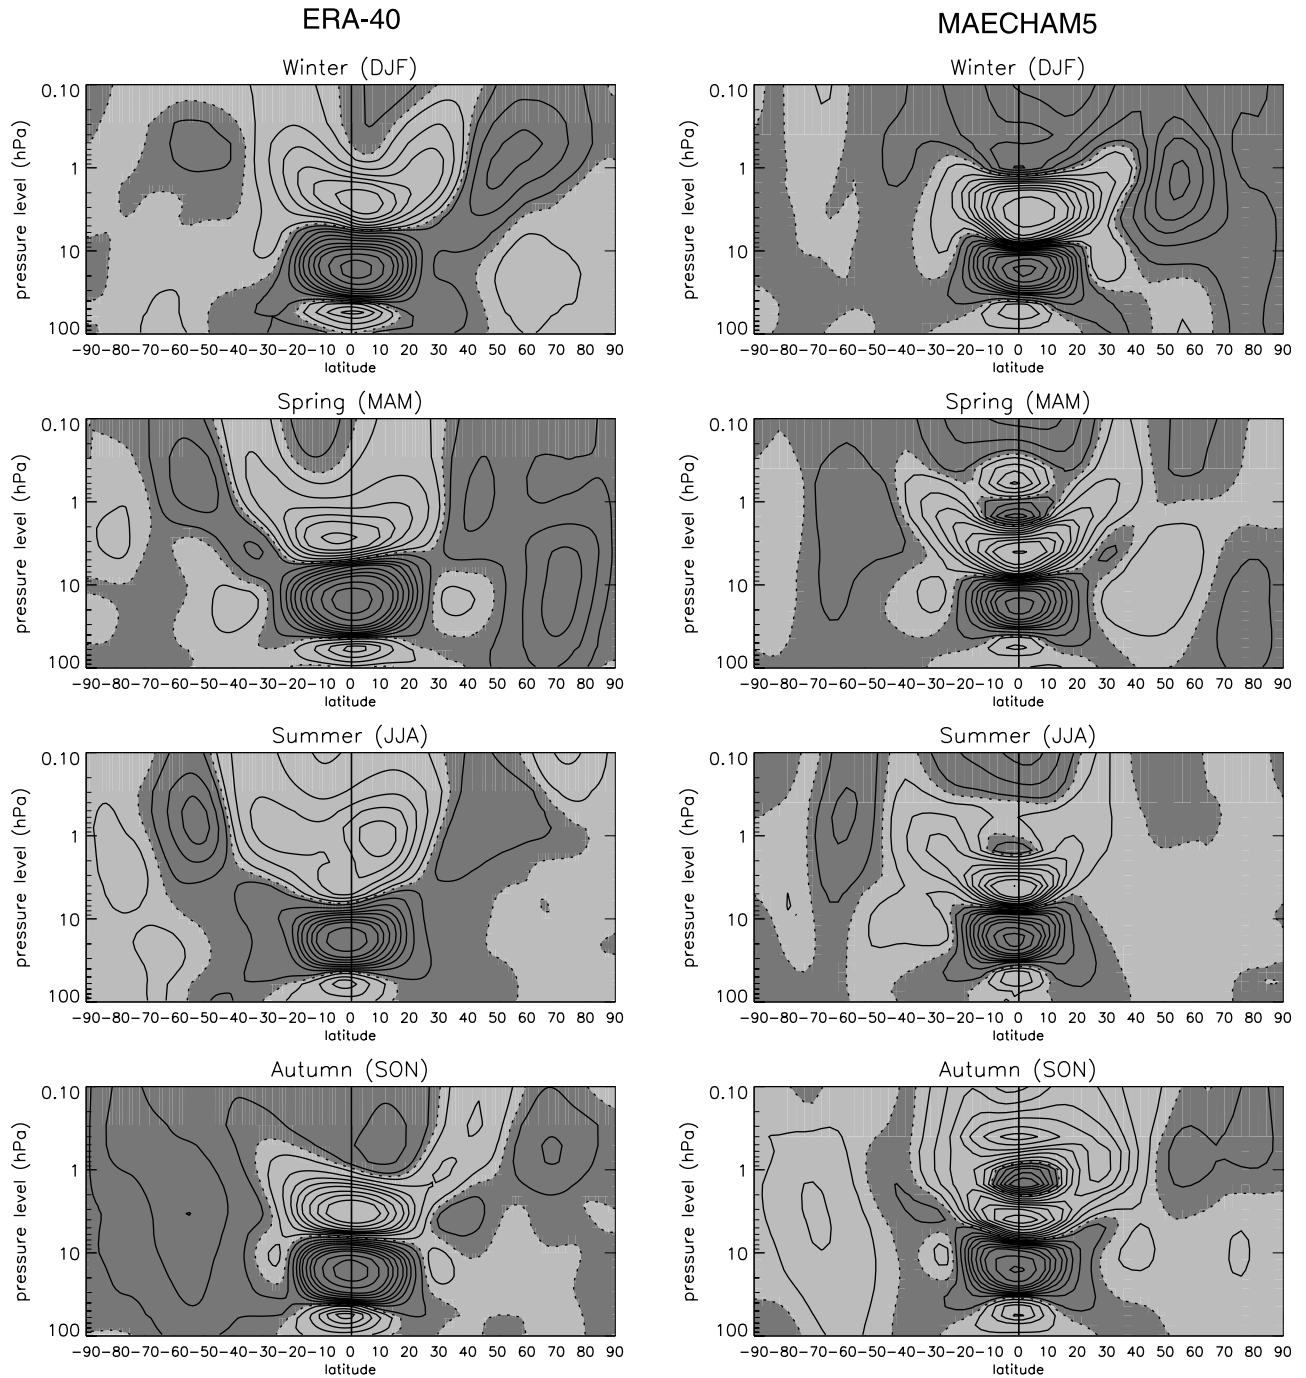 ERA-40 MAECHAM5
Winter (DJF) Winter (DJF)
pressure level (hPa) pressure level (hPa)
0.10 0.10
1 1
10 10
100 100
-90-80-70-60-50-40-30-20-10 0 10 20 30 40 50 60 70 80 90 -90-80-70-60-50-40-30-20-10 0 10 20 30 40 50 60 70 80 90
latitude latitude
Spring (MAM) Spring (MAM)
pressure level (hPa) pressure level (hPa)
0.10 0.10
1 1
10 10
100 100
-90-80-70-60-50-40-30-20-10 0 10 20 30 40 50 60 70 80 90 -90-80-70-60-50-40-30-20-10 0 10 20 30 40 50 60 70 80 90
latitude latitude
Summer (JJA) Summer (JJA)
pressure level (hPa) pressure level (hPa)
0.10 0.10
1 1
10 10
100 100
-90-80-70-60-50-40-30-20-10 0 10 20 30 40 50 60 70 80 90 -90-80-70-60-50-40-30-20-10 0 10 20 30 40 50 60 70 80 90
latitude latitude
Autumn (SON) Autumn (SON)
pressure level (hPa) pressure level (hPa)
0.10 0.10
1 1
10 10
100 100
-90-80-70-60-50-40-30-20-10 0 10 20 30 40 50 60 70 80 90 -90-80-70-60-50-40-30-20-10 0 10 20 30 40 50 60 70 80 90
latitude latitude